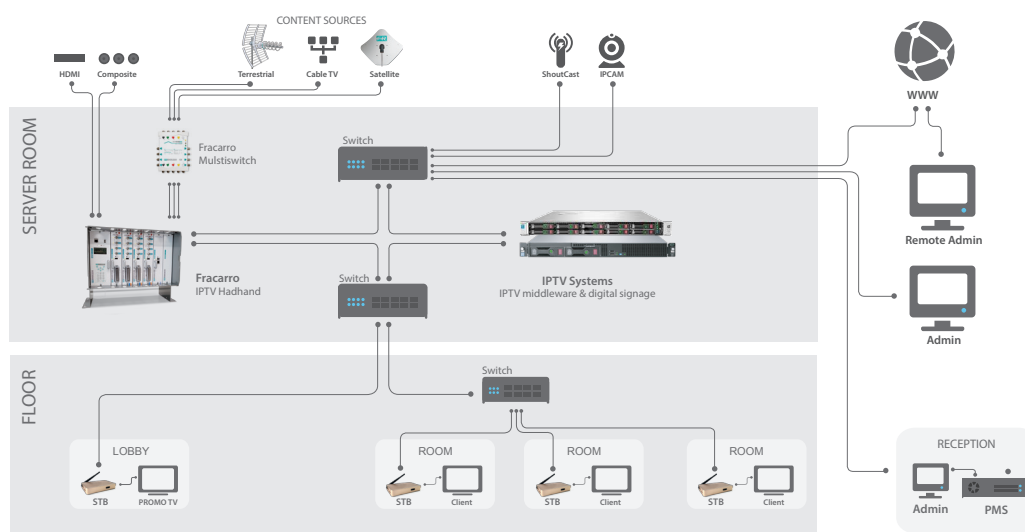 CONTENT SOURCES
HDMI
Composite
Terrestrial
Cable TV
Satellite
ShoutCast
IPCAM
WWW
SERVER ROOM
Fracarro
Mulstiswitch
Switch
Remote Admin
Fracarro
IPTV Hadhand
Switch
IPTV Systems
IPTV middleware & digital signage
Admin
FLOOR
Switch
LOBBY
STB
PROMO TV
ROOM
STB
Client
ROOM
STB
Client
ROOM
STB
Client
RECEPTION
Admin
PMS